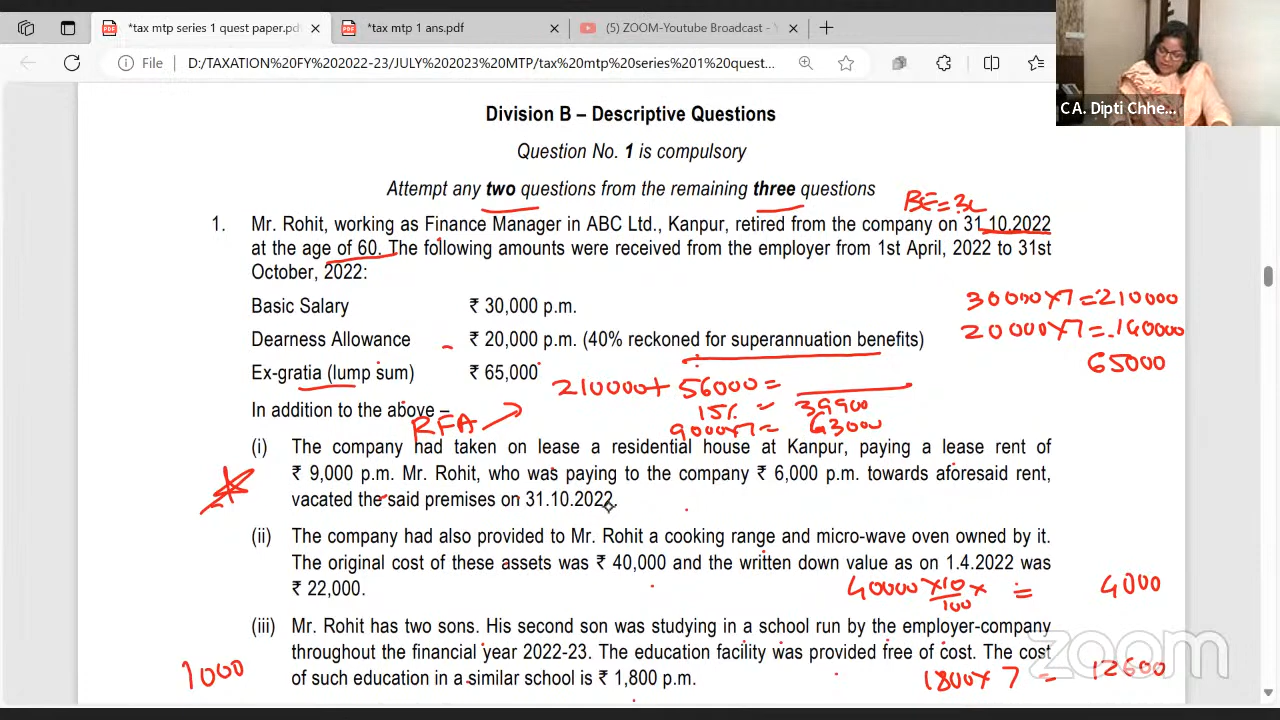 *tax mtp series 1 quest paper.pdf
*tax mtp 1 ans.pdf
(5) ZOOM-Youtube Broadcast -
File
D:/TAXATION%20FY%202022-23/JULY%202023%20MTP/tax%20mtp%20series%201%20quest...
C A. Dipti Chhe...
Division B – Descriptive Questions
Question No. 1 is compulsory
Attempt any two questions from the remaining three questions
BE=3L
1. Mr. Rohit, working as Finance Manager in ABC Ltd., Kanpur, retired from the company on 31.10.2022
at the age of 60. The following amounts were received from the employer from 1st April, 2022 to 31st
October, 2022:
Basic Salary ₹ 30,000 p.m.
30000×7=210000
Dearness Allowance ₹ 20,000 p.m. (40% reckoned for superannuation benefits)
20000×7=140000
Ex-gratia (lump sum) ₹ 65,000
65000
210000+56000=
In addition to the above –
15% = 39900
RFA
9000×7= 63000
(i) The company had taken on lease a residential house at Kanpur, paying a lease rent of
₹ 9,000 p.m. Mr. Rohit, who was paying to the company ₹ 6,000 p.m. towards aforesaid rent,
vacated the said premises on 31.10.2022.
(ii) The company had also provided to Mr. Rohit a cooking range and micro-wave oven owned by it.
The original cost of these assets was ₹ 40,000 and the written down value as on 1.4.2022 was
₹ 22,000.
40000×10/100× = 4000
(iii) Mr. Rohit has two sons. His second son was studying in a school run by the employer-company
throughout the financial year 2022-23. The education facility was provided free of cost. The cost
of such education in a similar school is ₹ 1,800 p.m.
1000
1800×7 = 12600
zoom